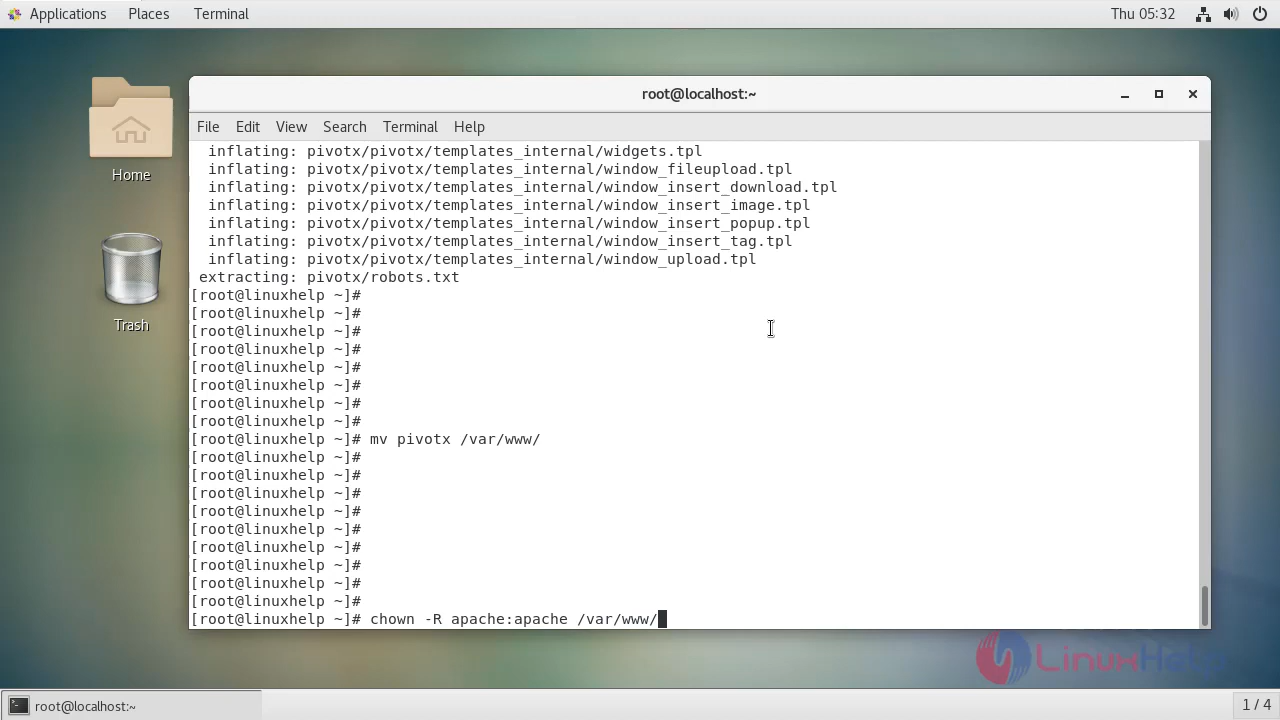 Applications Places Terminal Thu 05:32
root@localhost:~
File Edit View Search Terminal Help
inflating: pivotx/pivotx/templates_internal/widgets.tpl
inflating: pivotx/pivotx/templates_internal/window_fileupload.tpl
inflating: pivotx/pivotx/templates_internal/window_insert_download.tpl
inflating: pivotx/pivotx/templates_internal/window_insert_image.tpl
inflating: pivotx/pivotx/templates_internal/window_insert_popup.tpl
inflating: pivotx/pivotx/templates_internal/window_insert_tag.tpl
inflating: pivotx/pivotx/templates_internal/window_upload.tpl
extracting: pivotx/robots.txt
[root@linuxhelp ~]#
[root@linuxhelp ~]#
[root@linuxhelp ~]#
[root@linuxhelp ~]#
[root@linuxhelp ~]#
[root@linuxhelp ~]#
[root@linuxhelp ~]#
[root@linuxhelp ~]#
[root@linuxhelp ~]# mv pivotx /var/www/
[root@linuxhelp ~]#
[root@linuxhelp ~]#
[root@linuxhelp ~]#
[root@linuxhelp ~]#
[root@linuxhelp ~]#
[root@linuxhelp ~]#
[root@linuxhelp ~]#
[root@linuxhelp ~]#
[root@linuxhelp ~]#
[root@linuxhelp ~]# chown -R apache:apache /var/www/
Home
Trash
LinuxHelp
root@localhost:~
1 / 4